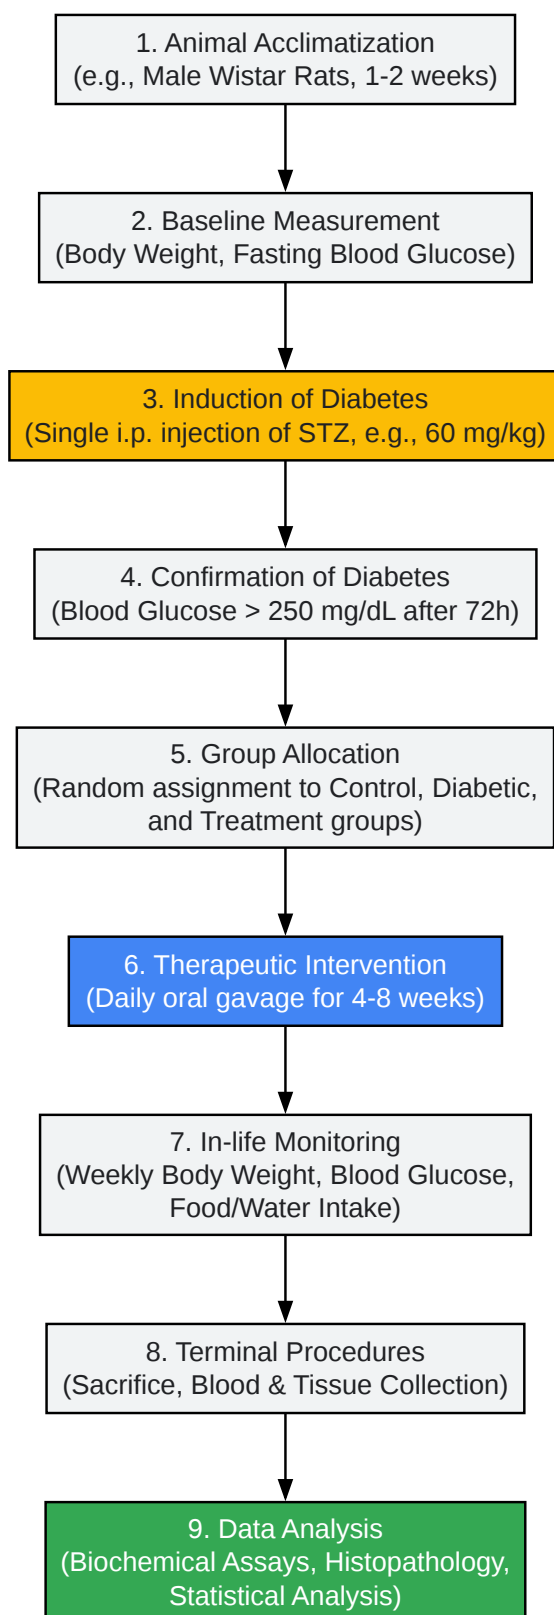 1. Animal Acclimatization
(e.g., Male Wistar Rats, 1-2 weeks)
2. Baseline Measurement
(Body Weight, Fasting Blood Glucose)
3. Induction of Diabetes
(Single i.p. injection of STZ, e.g., 60 mg/kg)
4. Confirmation of Diabetes
(Blood Glucose > 250 mg/dL after 72h)
5. Group Allocation
(Random assignment to Control, Diabetic,
and Treatment groups)
6. Therapeutic Intervention
(Daily oral gavage for 4-8 weeks)
7. In-life Monitoring
(Weekly Body Weight, Blood Glucose,
Food/Water Intake)
8. Terminal Procedures
(Sacrifice, Blood & Tissue Collection)
9. Data Analysis
(Biochemical Assays, Histopathology,
Statistical Analysis)